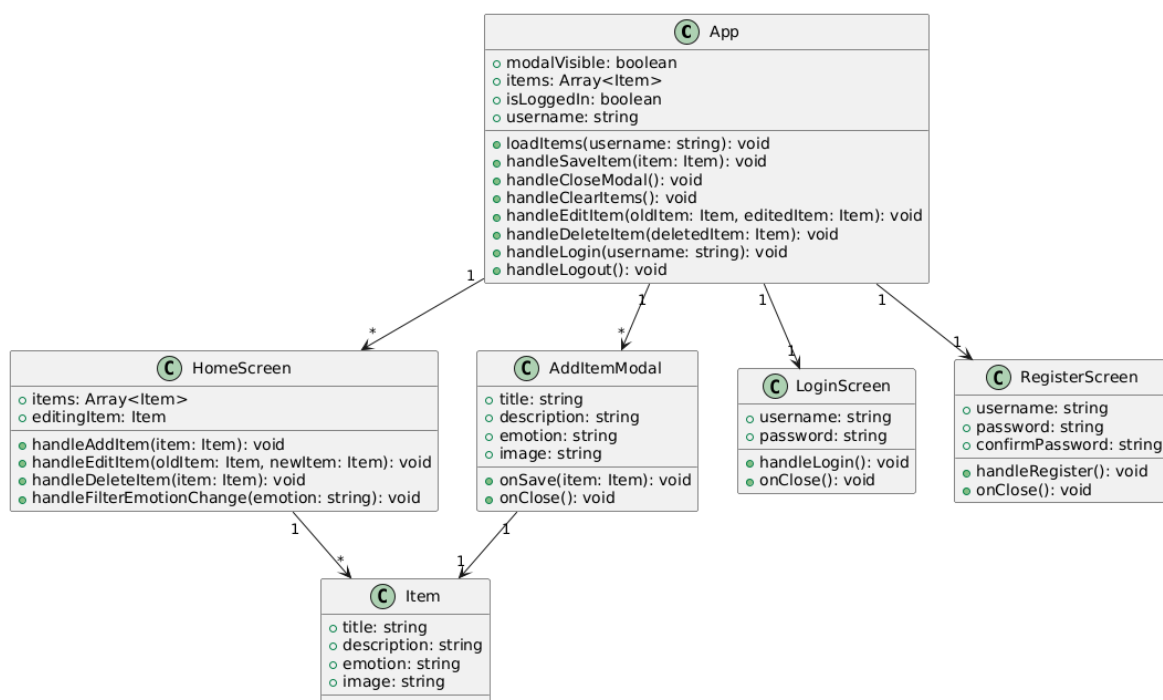 C App
modalVisible: boolean
items: Array<Item>
isLoggedIn: boolean
username: string
loadItems(username: string): void
handleSaveItem(item: Item): void
handleCloseModal(): void
handleClearItems(): void
handleEditItem(oldItem: Item, editedItem: Item): void
handleDeleteItem(deletedItem: Item): void
handleLogin(username: string): void
handleLogout(): void
1
1
1
1
*
*
1
1
C HomeScreen
items: Array<Item>
editingItem: Item
handleAddItem(item: Item): void
handleEditItem(oldItem: Item, newItem: Item): void
handleDeleteItem(item: Item): void
handleFilterEmotionChange(emotion: string): void
C AddItemModal
title: string
description: string
emotion: string
image: string
onSave(item: Item): void
onClose(): void
C LoginScreen
username: string
password: string
handleLogin(): void
onClose(): void
C RegisterScreen
username: string
password: string
confirmPassword: string
handleRegister(): void
onClose(): void
1
1
*
1
C Item
title: string
description: string
emotion: string
image: string